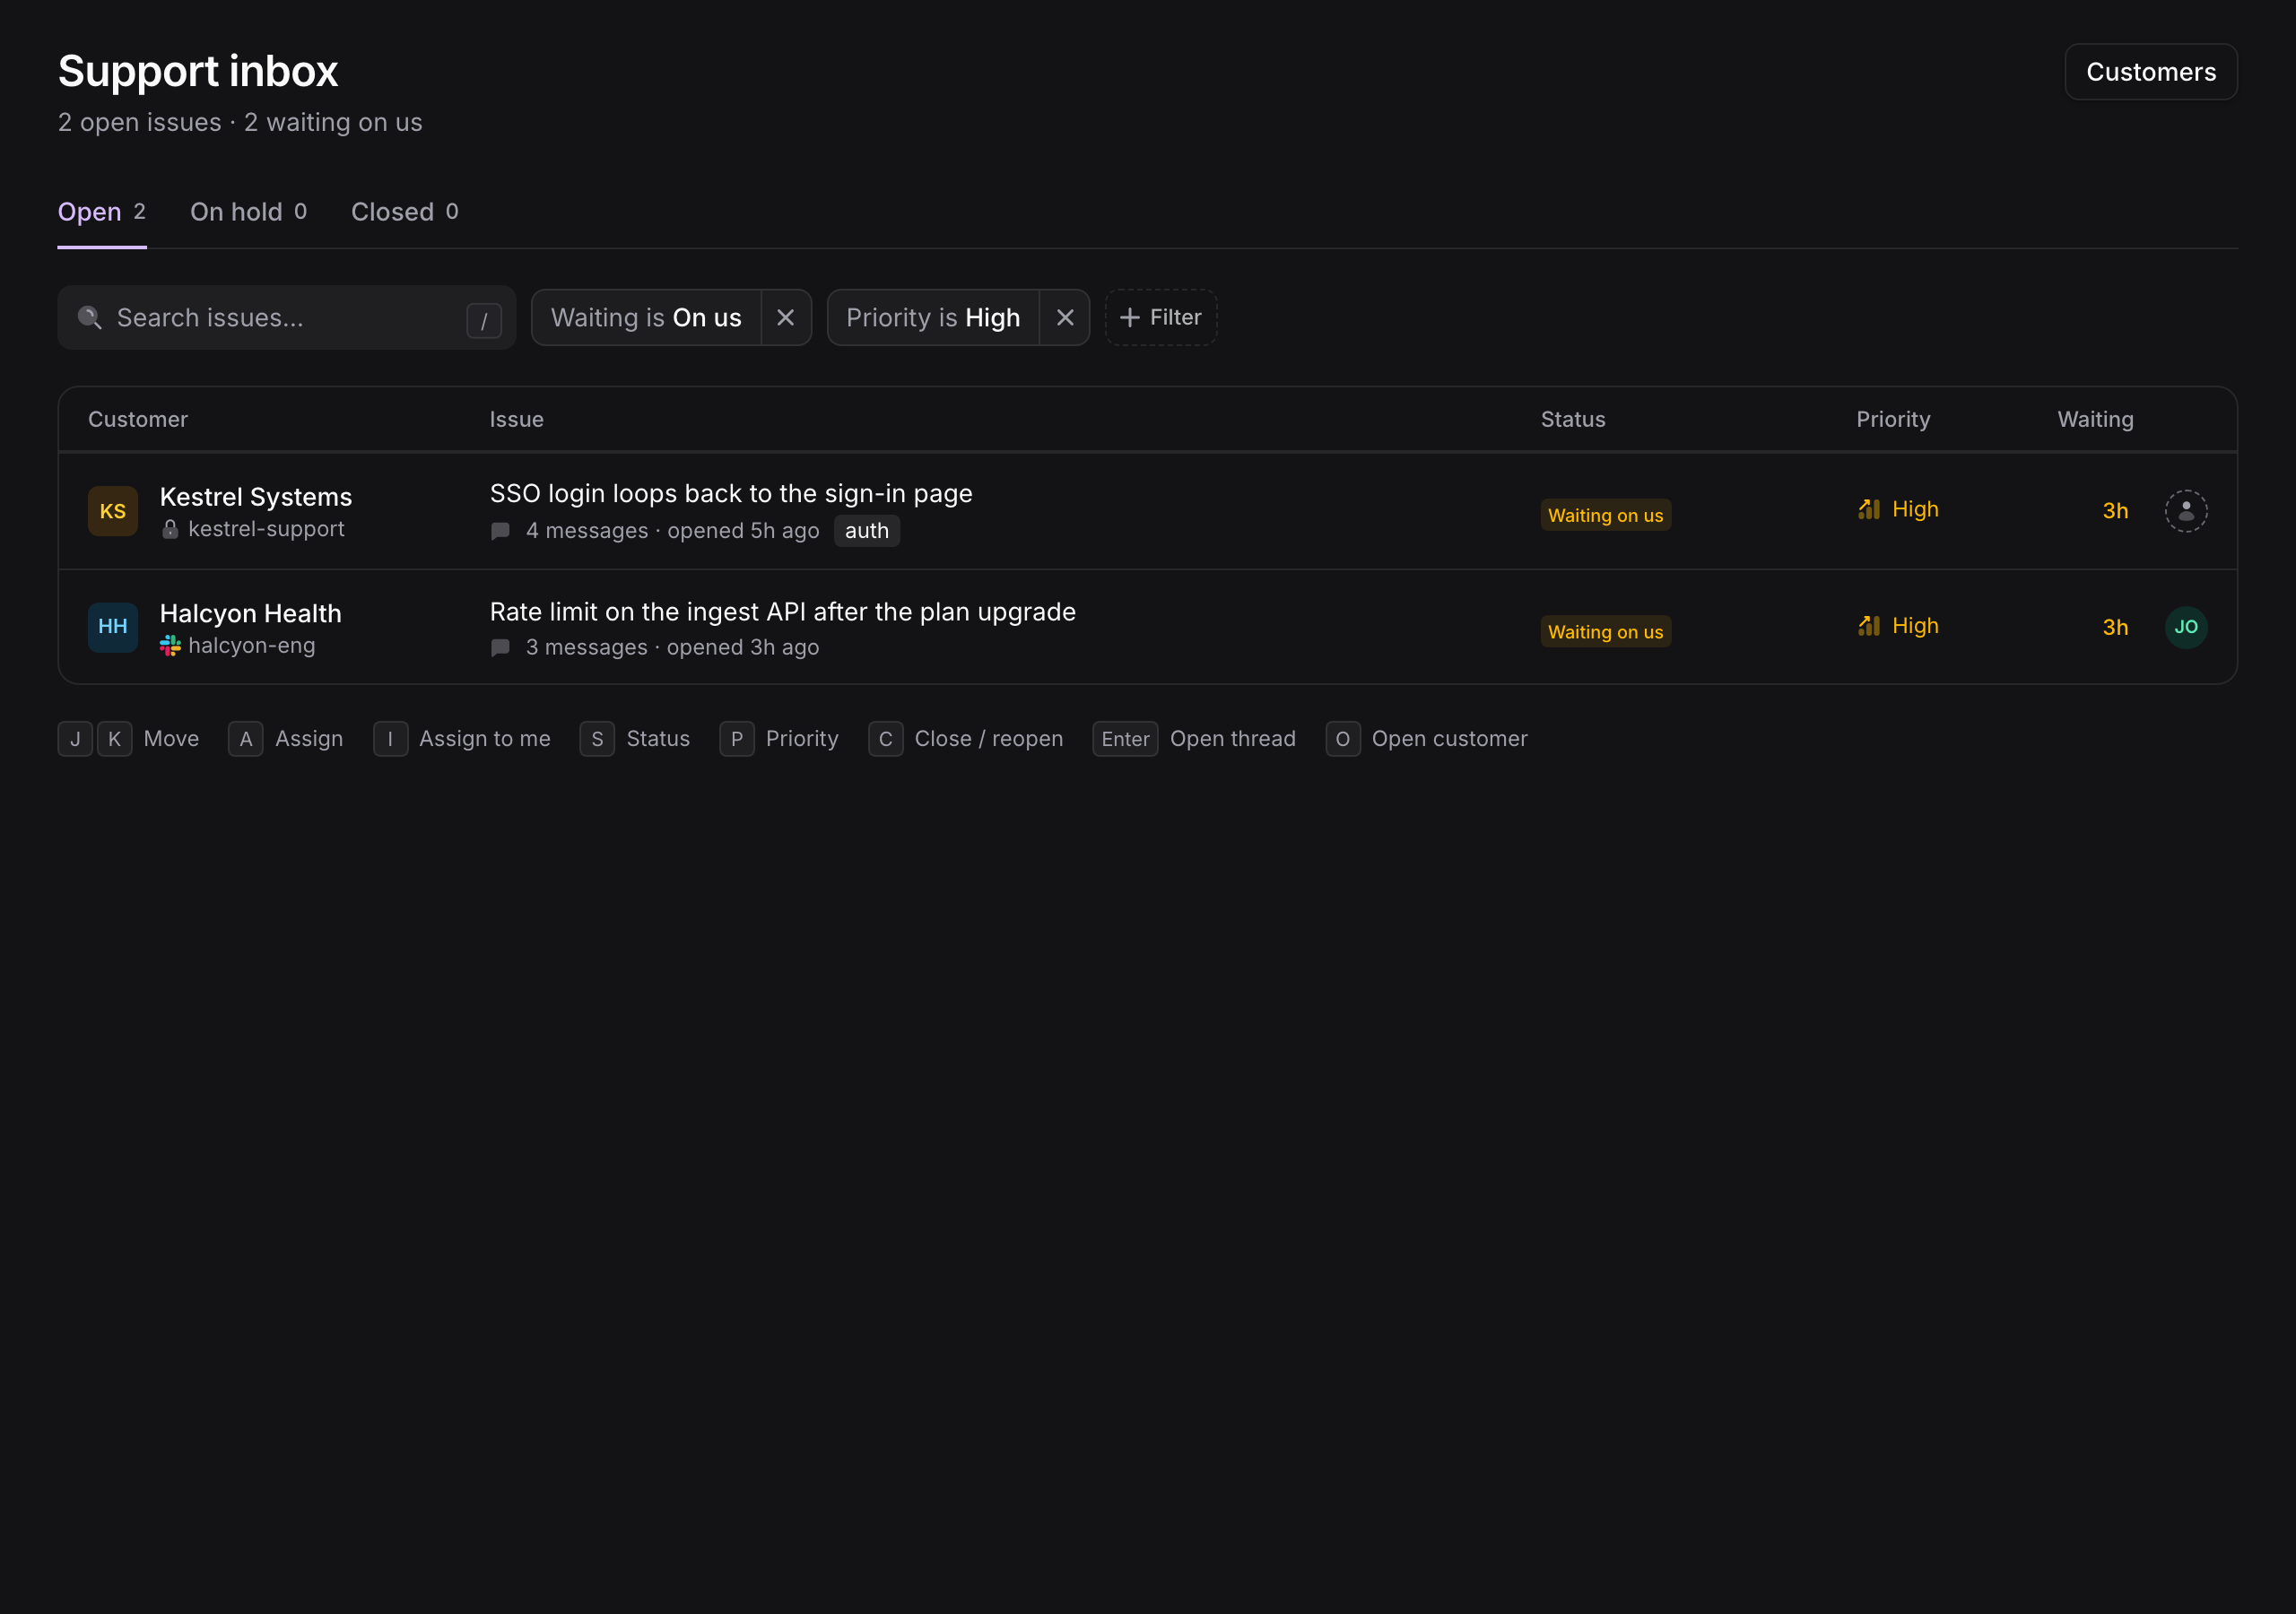 Support inbox
Customers
2 open issues · 2 waiting on us
Open 2 On hold 0 Closed 0
Search issues... / Waiting is On us Priority is High Filter
Customer Issue Status Priority Waiting
KS Kestrel Systems SSO login loops back to the sign-in page Waiting on us High 3h
kestrel-support 4 messages · opened 5h ago auth
HH Halcyon Health Rate limit on the ingest API after the plan upgrade Waiting on us High 3h JO
halcyon-eng 3 messages · opened 3h ago
J K Move A Assign I Assign to me S Status P Priority C Close / reopen Enter Open thread O Open customer